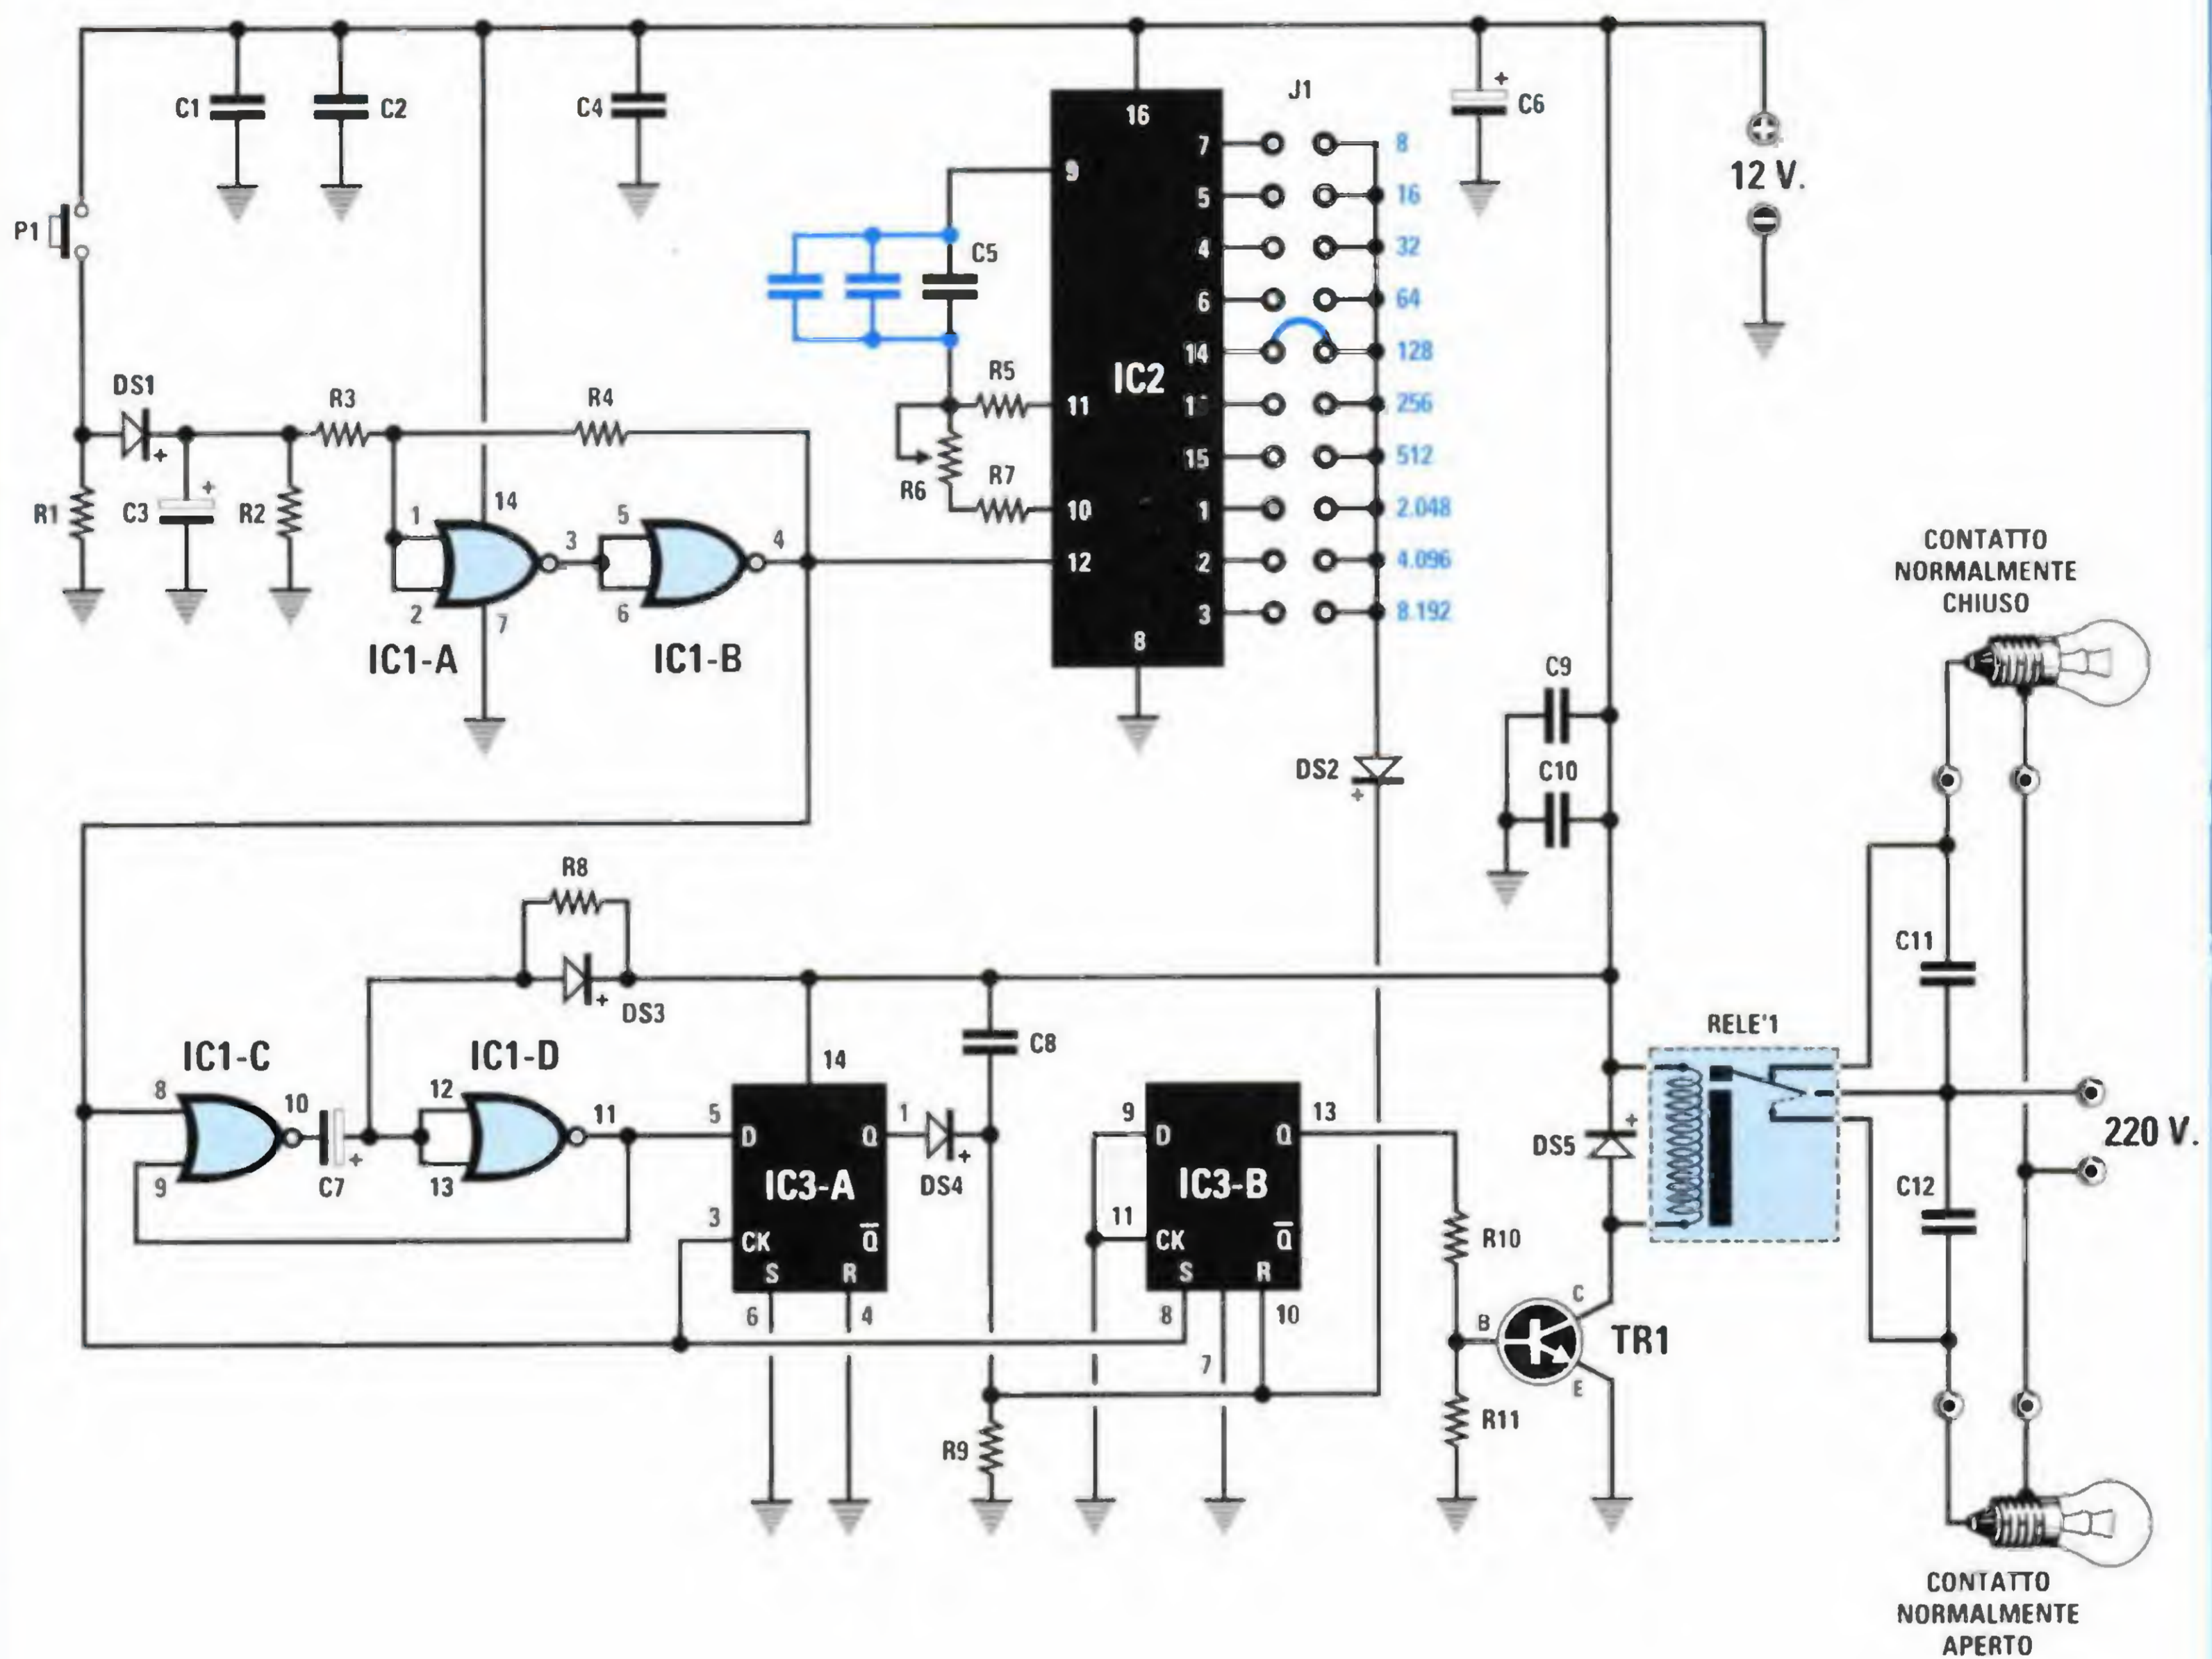 C1
C2
C4
16
J1
C6
+
12 V.
P1
9
7
8
5
16
4
32
6
64
14
128
256
15
512
1
2.048
2
4.096
3
8.192
C5
IC2
R5
11
R6
R7
10
12
8
DS1
+
R3
R4
R1
C3
+
R2
14
1
2
7
3
5
6
4
IC1-A
IC1-B
CONTATTO
NORMALMENTE
CHIUSO
C9
C10
DS2
+
R8
DS3
+
IC1-C
8
9
10
C7
+
IC1-D
12
13
11
14
5
D
Q
1
IC3-A
3
CK
Q̅
S
R
6
4
DS4
+
C8
R9
9
D
Q
13
IC3-B
11
CK
Q̅
S
R
8
10
7
R10
R11
B
C
E
TR1
DS5
+
RELE'1
C11
C12
220 V.
CONTATTO
NORMALMENTE
APERTO